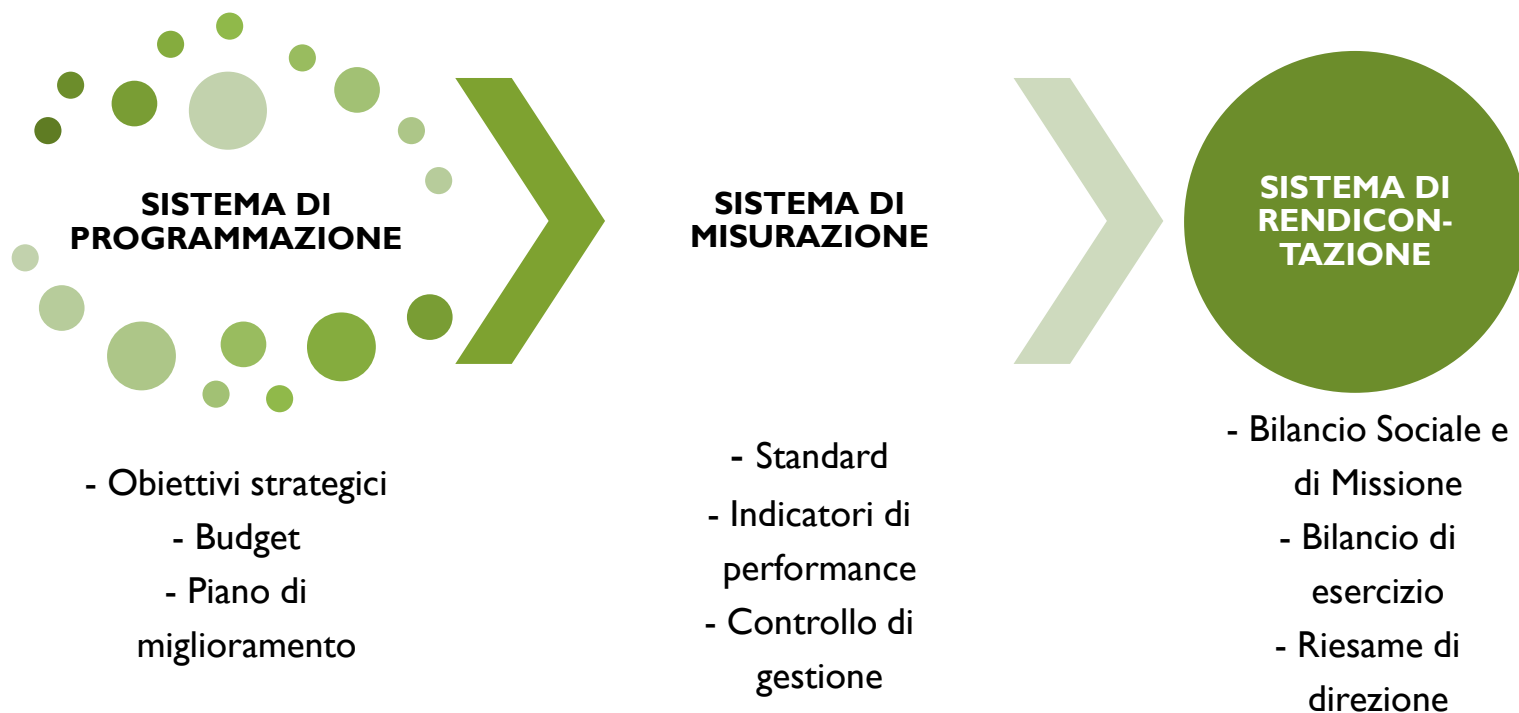 SISTEMA DI
PROGRAMMAZIONE
- Obiettivi strategici
- Budget
- Piano di
miglioramento
SISTEMA DI
MISURAZIONE
- Standard
- Indicatori di
performance
- Controllo di
gestione
SISTEMA DI
RENDICON-
TAZIONE
- Bilancio Sociale e
di Missione
- Bilancio di
esercizio
- Riesame di
direzione